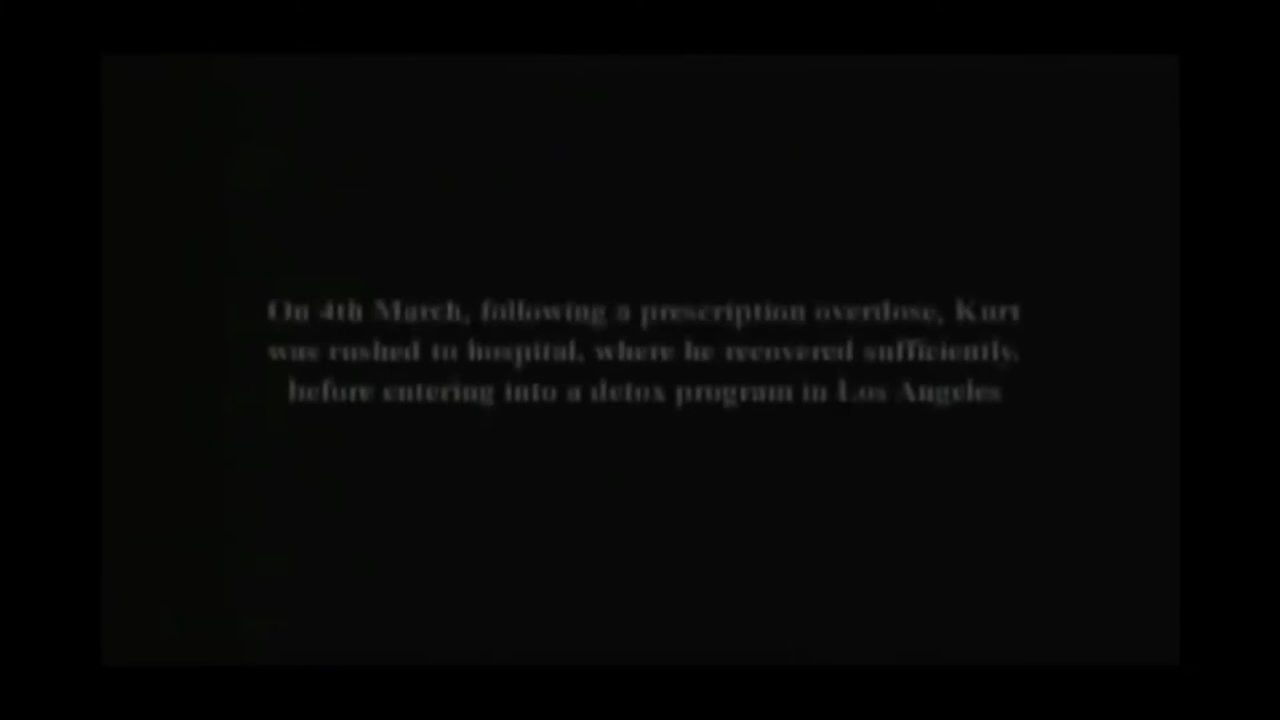 On 4th March, following a prescription overdose, Kurt
was rushed to hospital, where he recovered sufficiently,
before entering into a detox program in Los Angeles